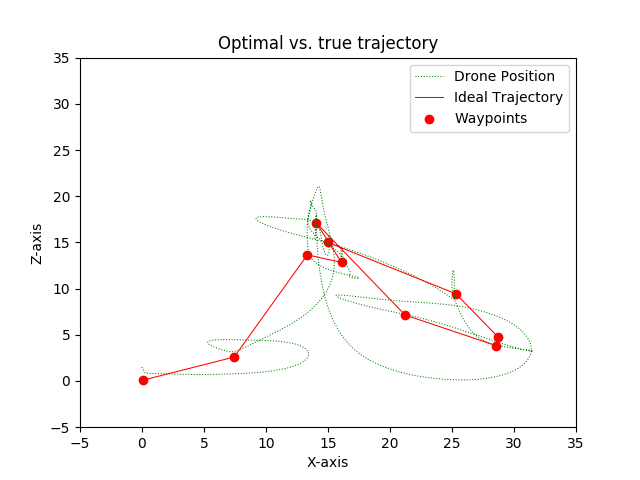 Optimal vs. true trajectory
Drone Position
Ideal Trajectory
Waypoints
Z-axis
35
30
25
20
15
10
5
0
−5
−5 0 5 10 15 20 25 30 35
X-axis